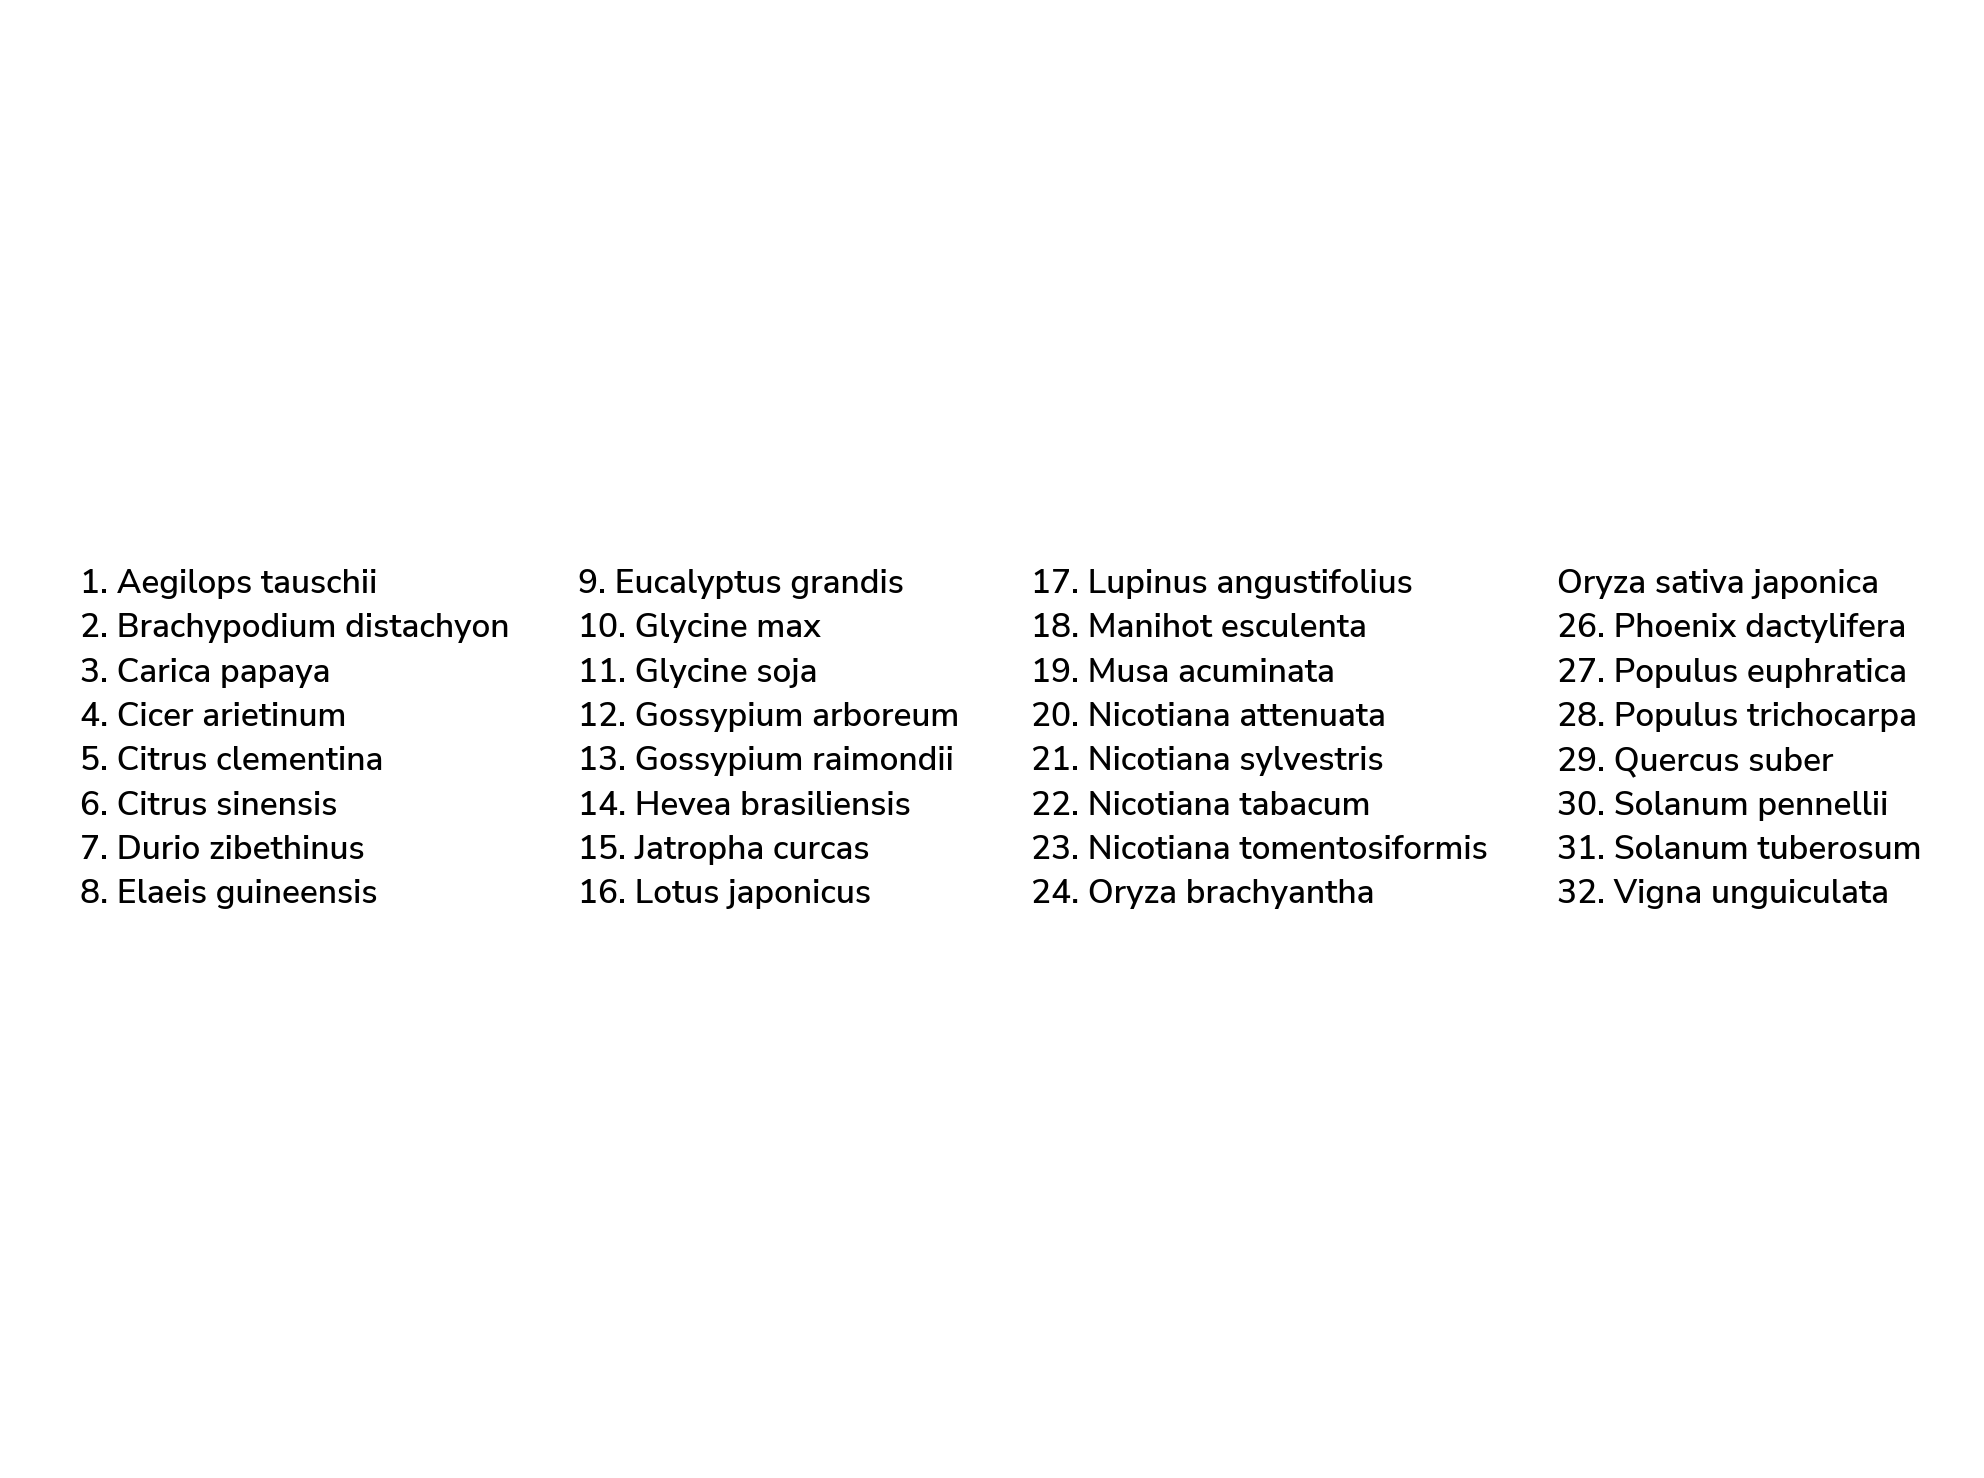 1. Aegilops tauschii
2. Brachypodium distachyon
3. Carica papaya
4. Cicer arietinum
5. Citrus clementina
6. Citrus sinensis
7. Durio zibethinus
8. Elaeis guineensis
9. Eucalyptus grandis
10. Glycine max
11. Glycine soja
12. Gossypium arboreum
13. Gossypium raimondii
14. Hevea brasiliensis
15. Jatropha curcas
16. Lotus japonicus
17. Lupinus angustifolius
18. Manihot esculenta
19. Musa acuminata
20. Nicotiana attenuata
21. Nicotiana sylvestris
22. Nicotiana tabacum
23. Nicotiana tomentosiformis
24. Oryza brachyantha
Oryza sativa japonica
26. Phoenix dactylifera
27. Populus euphratica
28. Populus trichocarpa
29. Quercus suber
30. Solanum pennellii
31. Solanum tuberosum
32. Vigna unguiculata